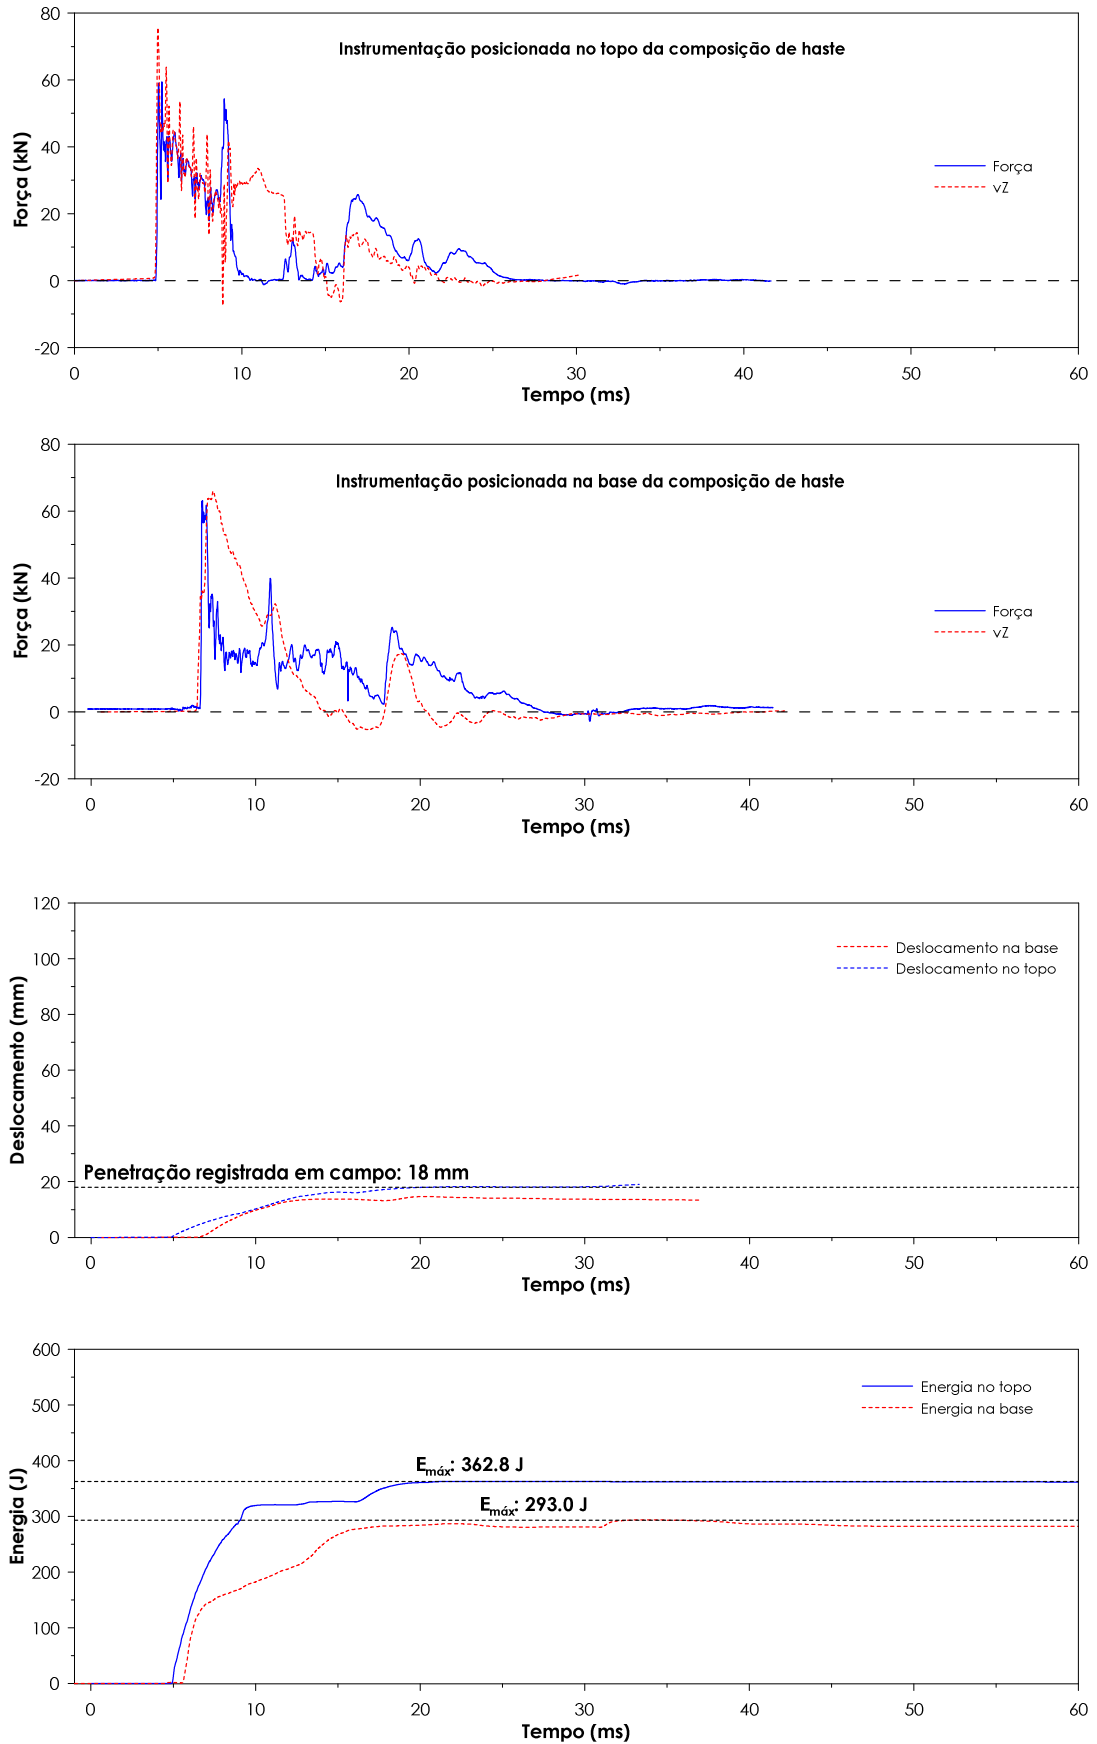 80
Instrumentação posicionada no topo da composição de haste
60
40
Força
vZ
20
0
-20
Força (kN)
0 10 20 30 40 50 60
Tempo (ms)
80
Instrumentação posicionada na base da composição de haste
60
40
Força
vZ
20
0
-20
Força (kN)
0 10 20 30 40 50 60
Tempo (ms)
120
Deslocamento na base
100
Deslocamento no topo
80
60
40
Penetração registrada em campo: 18 mm
20
0
Deslocamento (mm)
0 10 20 30 40 50 60
Tempo (ms)
600
Energia no topo
500
Energia na base
400
Emáx: 362.8 J
300
Emáx: 293.0 J
200
100
0
Energia (J)
0 10 20 30 40 50 60
Tempo (ms)